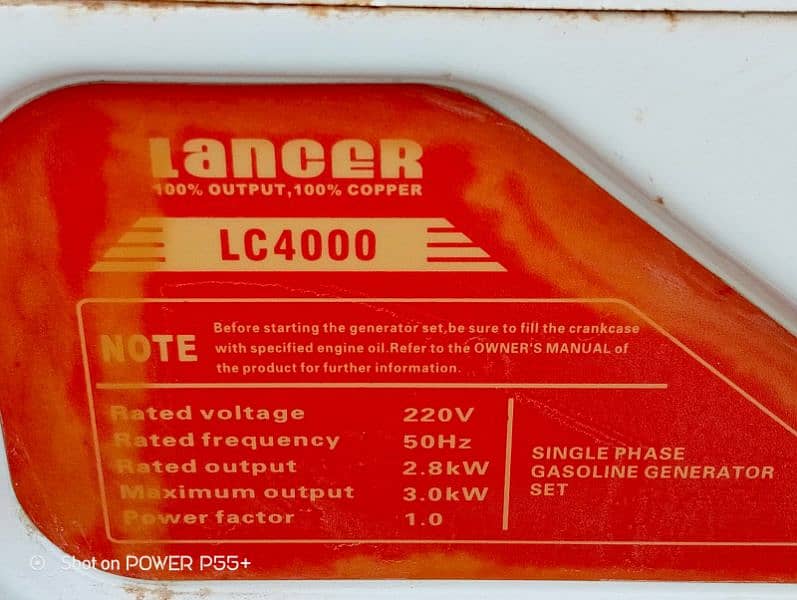 LANCER
100% OUTPUT,100% COPPER
LC4000
NOTE
Before starting the generator set,be sure to fill the crankcase
with specified engine oil.Refer to the OWNER'S MANUAL of
the product for further information.
Rated voltage 220V
Rated frequency 50Hz
Rated output 2.8kW
Maximum output 3.0kW
Power factor 1.0
SINGLE PHASE
GASOLINE GENERATOR
SET
Shot on POWER P55+